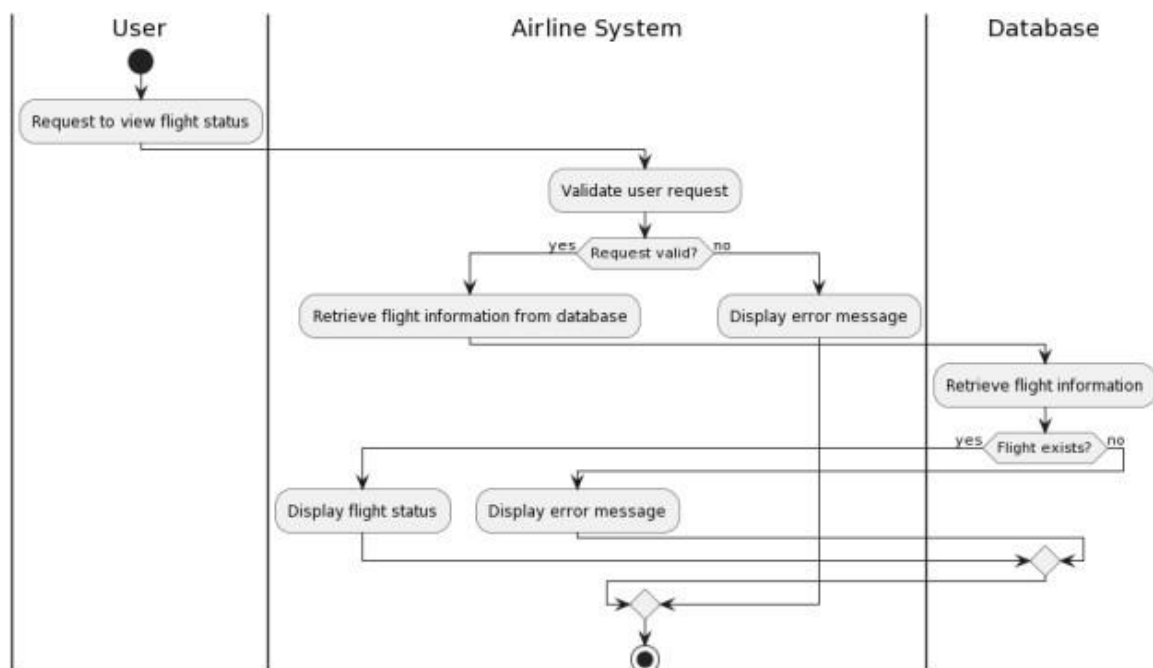 User
Airline System
Database
Request to view flight status
Validate user request
yes
Request valid?
no
Retrieve flight information from database
Display error message
Retrieve flight information
yes
Flight exists?
no
Display flight status
Display error message